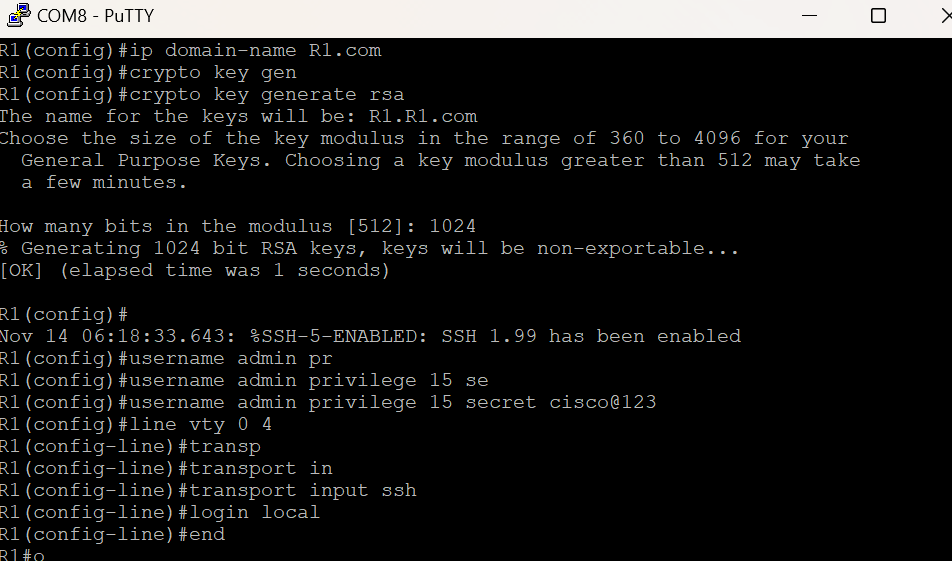 COM8 - PuTTY
R1(config)#ip domain-name R1.com
R1(config)#crypto key gen
R1(config)#crypto key generate rsa
The name for the keys will be: R1.R1.com
Choose the size of the key modulus in the range of 360 to 4096 for your
  General Purpose Keys. Choosing a key modulus greater than 512 may take
  a few minutes.

How many bits in the modulus [512]: 1024
% Generating 1024 bit RSA keys, keys will be non-exportable...
[OK] (elapsed time was 1 seconds)

R1(config)#
Nov 14 06:18:33.643: %SSH-5-ENABLED: SSH 1.99 has been enabled
R1(config)#username admin pr
R1(config)#username admin privilege 15 se
R1(config)#username admin privilege 15 secret cisco@123
R1(config)#line vty 0 4
R1(config-line)#transp
R1(config-line)#transport in
R1(config-line)#transport input ssh
R1(config-line)#login local
R1(config-line)#end
R1#o